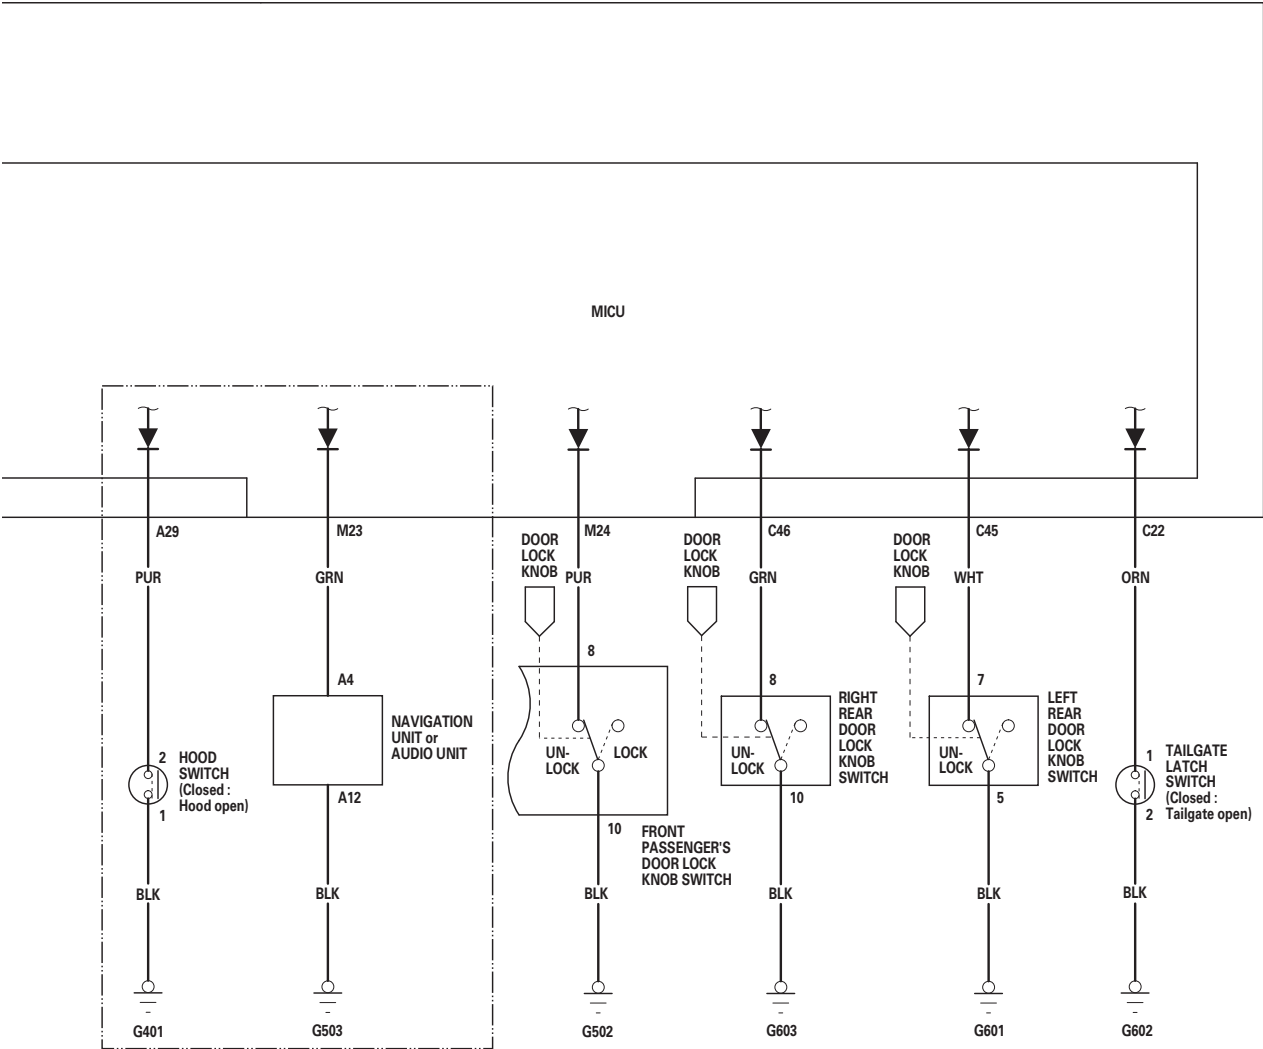 MICU
A29
M23
M24
C46
C45
C22
DOOR
LOCK
KNOB
DOOR
LOCK
KNOB
DOOR
LOCK
KNOB
PUR
GRN
PUR
GRN
WHT
ORN
8
A4
8
7
NAVIGATION
UNIT or
AUDIO UNIT
UN-
LOCK
LOCK
UN-
LOCK
RIGHT
REAR
DOOR
LOCK
KNOB
SWITCH
UN-
LOCK
LEFT
REAR
DOOR
LOCK
KNOB
SWITCH
2
HOOD
SWITCH
(Closed :
Hood open)
1
A12
10
FRONT
PASSENGER'S
DOOR LOCK
KNOB SWITCH
10
5
1
TAILGATE
LATCH
SWITCH
(Closed :
Tailgate open)
2
BLK
BLK
BLK
BLK
BLK
BLK
G401
G503
G502
G603
G601
G602